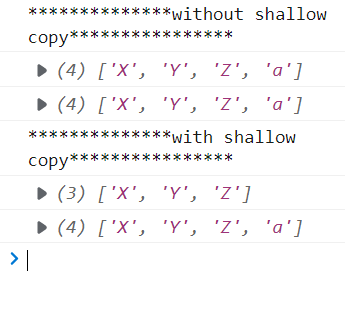 **************without shallow
copy****************
▶ (4) ['X', 'Y', 'Z', 'a']
▶ (4) ['X', 'Y', 'Z', 'a']
**************with shallow
copy****************
▶ (3) ['X', 'Y', 'Z']
▶ (4) ['X', 'Y', 'Z', 'a']
>